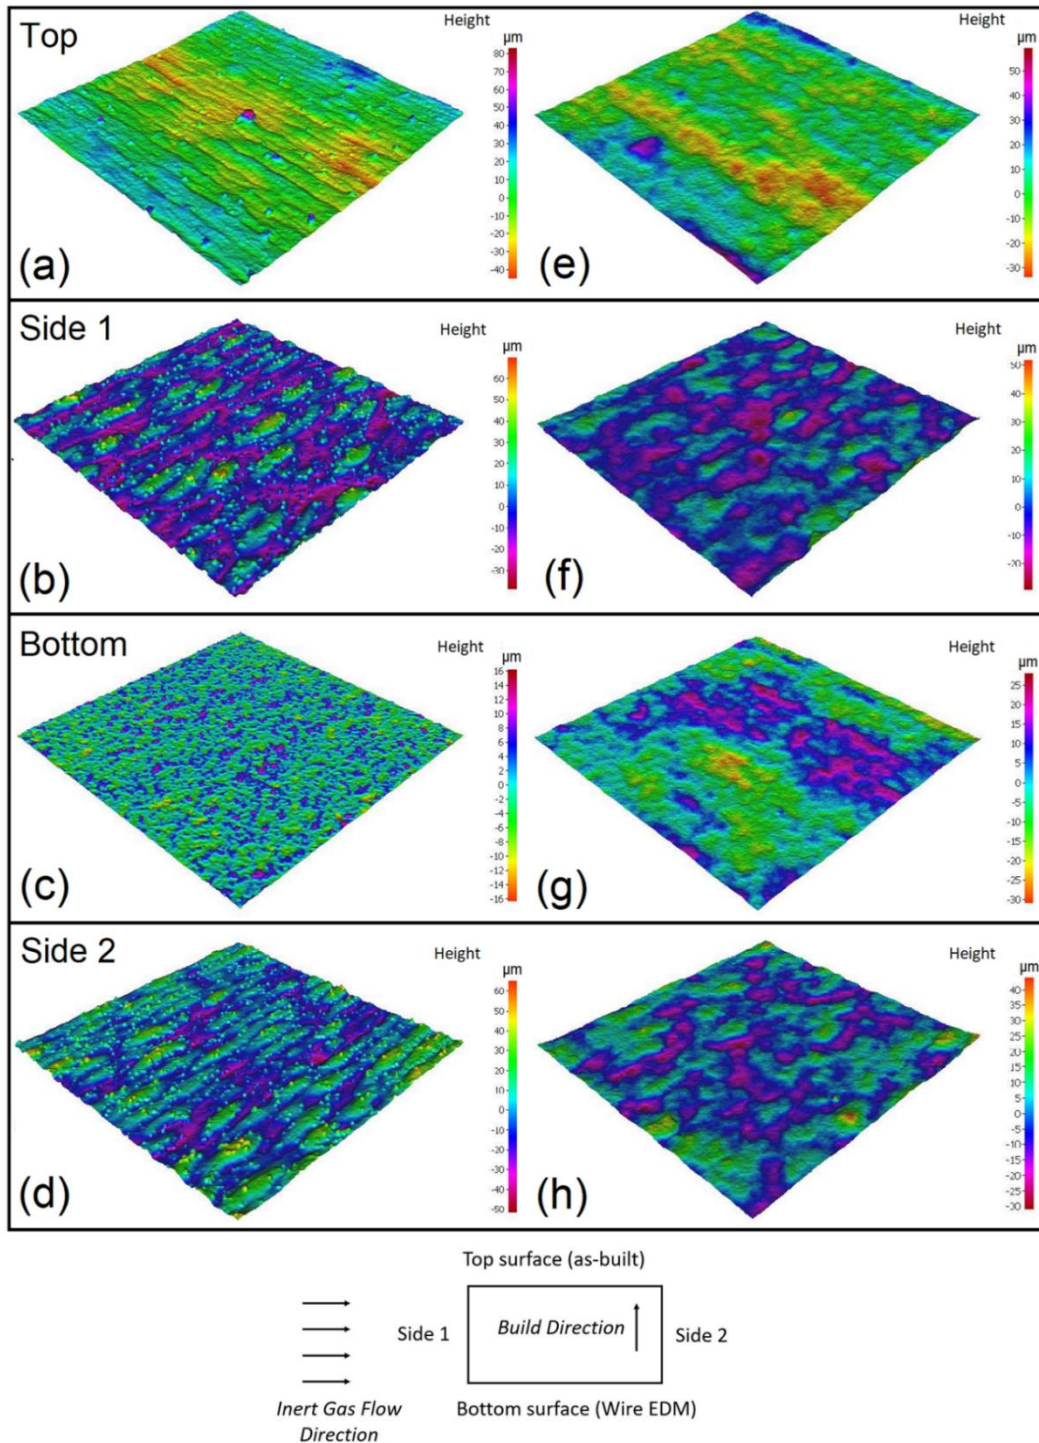 Top
Height
µm
80
70
60
50
40
30
20
10
0
-10
-20
-30
-40
(a)
Height
µm
50
40
30
20
10
0
-10
-20
-30
(e)
Side 1
Height
µm
60
50
40
30
20
10
0
-10
-20
-30
(b)
Height
µm
50
40
30
20
10
0
-10
-20
(f)
Bottom
Height
µm
16
14
12
10
8
6
4
2
0
-2
-4
-6
-8
-10
-12
-14
-16
(c)
Height
µm
25
20
15
10
5
0
-5
-10
-15
-20
-25
-30
(g)
Side 2
Height
µm
60
50
40
30
20
10
0
-10
-20
-30
-40
-50
(d)
Height
µm
40
35
30
25
20
15
10
5
0
-5
-10
-15
-20
-25
-30
(h)
Top surface (as-built)
Side 1
Build Direction
Side 2
Inert Gas Flow
Direction
Bottom surface (Wire EDM)